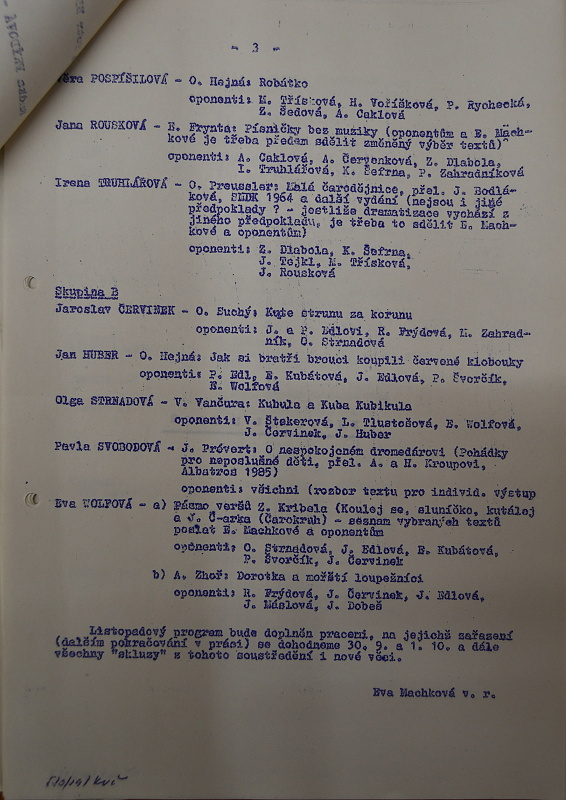 - 3 -
Věra POSPÍŠILOVÁ - O. Hejná: Robátko
oponenti: M. Třísková, H. Voříšková, P. Rychecká,
Z. Šedová, A. Caklová
Jana ROUSKOVÁ - E. Frynta: Písničky bez muziky (oponentům a E. Mach-
kové je třeba předem sdělit změněný výběr textů)
oponenti: A. Caklová, A. Červenková, Z. Dlabola,
I. Truhlářová, K. Šefrna, P. Zahradníková
Irena TRUHLÁŘOVÁ - O. Preussler: Malá čarodějnice, přel. J. Bodlá-
ková, SNDK 1964 a další vydání (nejsou i jiné
předpoklady ? - jestliže dramatizace vychází z
jiného předpokladu, je třeba to sdělit E. Mach-
kové a oponentům)
oponenti: Z. Dlabola, K. Šefrna,
J. Tejkl, M. Třísková,
J. Rousková
Skupina B
Jaroslav ČERVINEK - O. Suchý: Kupte strunu za korunu
oponenti: J. a P. Edlovi, R. Frýdová, M. Zahrad-
ník, O. Strnadová
Jan HUBER - O. Hejná: Jak si bratři brouci koupili červené klobouky
oponenti: P. Edl, E. Kubátová, J. Edlová, P. Švorčík,
E. Wolfová
Olga STRNADOVÁ - V. Vančura: Kubula a Kuba Kubikula
oponenti: V. Štekerová, L. Tlustočová, E. Wolfová,
J. Červinek, J. Huber
Pavla SVOBODOVÁ - J. Prévert: O nespokojeném dromedárovi (Pohádky
pro neposlušné děti, přel. A. a H. Kroupovi,
Albatros 1985)
oponenti: všichni (rozbor textu pro individ. výstup
Eva WOLFOVÁ - a) Pásmo veršů Z. Kribela (Koulej se, sluníčko, kutálej
a J. Čarka (Čarokruh) - seznam vybraných textů
poslat E. Machkové a oponentům
oponenti: O. Strnadová, J. Edlová, E. Kubátová,
P. Švorčík, J. Červinek
b) A. Zhoř: Dorotka a mořští loupežníci
oponenti: R. Frýdová, J. Červinek, J. Edlová,
J. Máslová, J. Dobeš
Listopadový program bude doplněn pracemi, na jejichž zařazení
(dalším pokračování v práci) se dohodneme 30. 9. a 1. 10. a dále
všechny "skluzy" z tohoto soustředění i nové věci.
Eva Machková v. r.